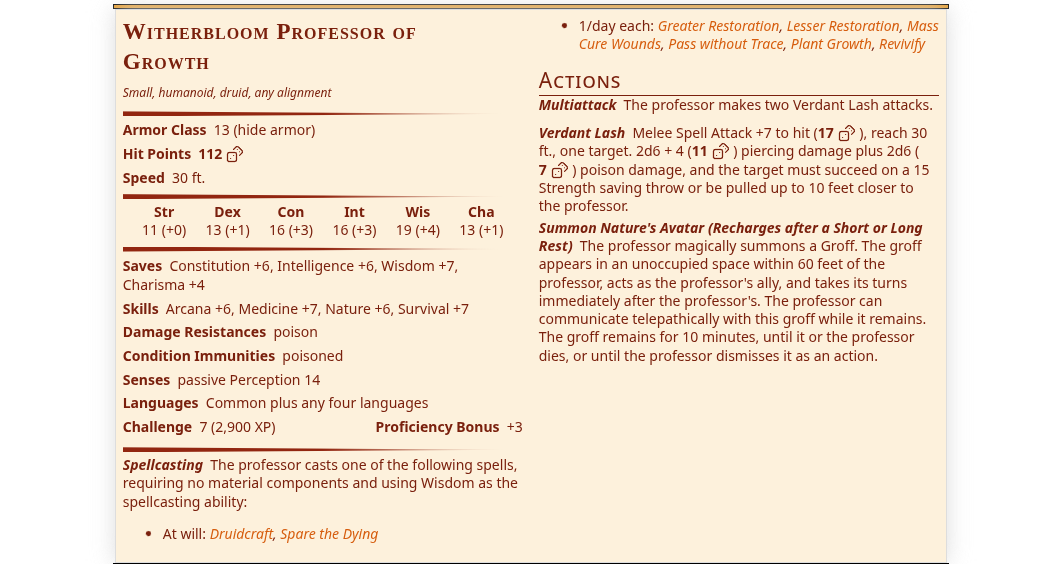 Witherbloom Professor of
Growth
Small, humanoid, druid, any alignment
Armor Class 13 (hide armor)
Hit Points 112
Speed 30 ft.
Str Dex Con Int Wis Cha
11 (+0) 13 (+1) 16 (+3) 16 (+3) 19 (+4) 13 (+1)
Saves Constitution +6, Intelligence +6, Wisdom +7,
Charisma +4
Skills Arcana +6, Medicine +7, Nature +6, Survival +7
Damage Resistances poison
Condition Immunities poisoned
Senses passive Perception 14
Languages Common plus any four languages
Challenge 7 (2,900 XP) Proficiency Bonus +3
Spellcasting The professor casts one of the following spells,
requiring no material components and using Wisdom as the
spellcasting ability:
• At will: Druidcraft, Spare the Dying
• 1/day each: Greater Restoration, Lesser Restoration, Mass
Cure Wounds, Pass without Trace, Plant Growth, Revivify
Actions
Multiattack The professor makes two Verdant Lash attacks.
Verdant Lash Melee Spell Attack +7 to hit (17 ), reach 30
ft., one target. 2d6 + 4 (11 ) piercing damage plus 2d6 (
7 ) poison damage, and the target must succeed on a 15
Strength saving throw or be pulled up to 10 feet closer to
the professor.
Summon Nature's Avatar (Recharges after a Short or Long
Rest) The professor magically summons a Groff. The groff
appears in an unoccupied space within 60 feet of the
professor, acts as the professor's ally, and takes its turns
immediately after the professor's. The professor can
communicate telepathically with this groff while it remains.
The groff remains for 10 minutes, until it or the professor
dies, or until the professor dismisses it as an action.